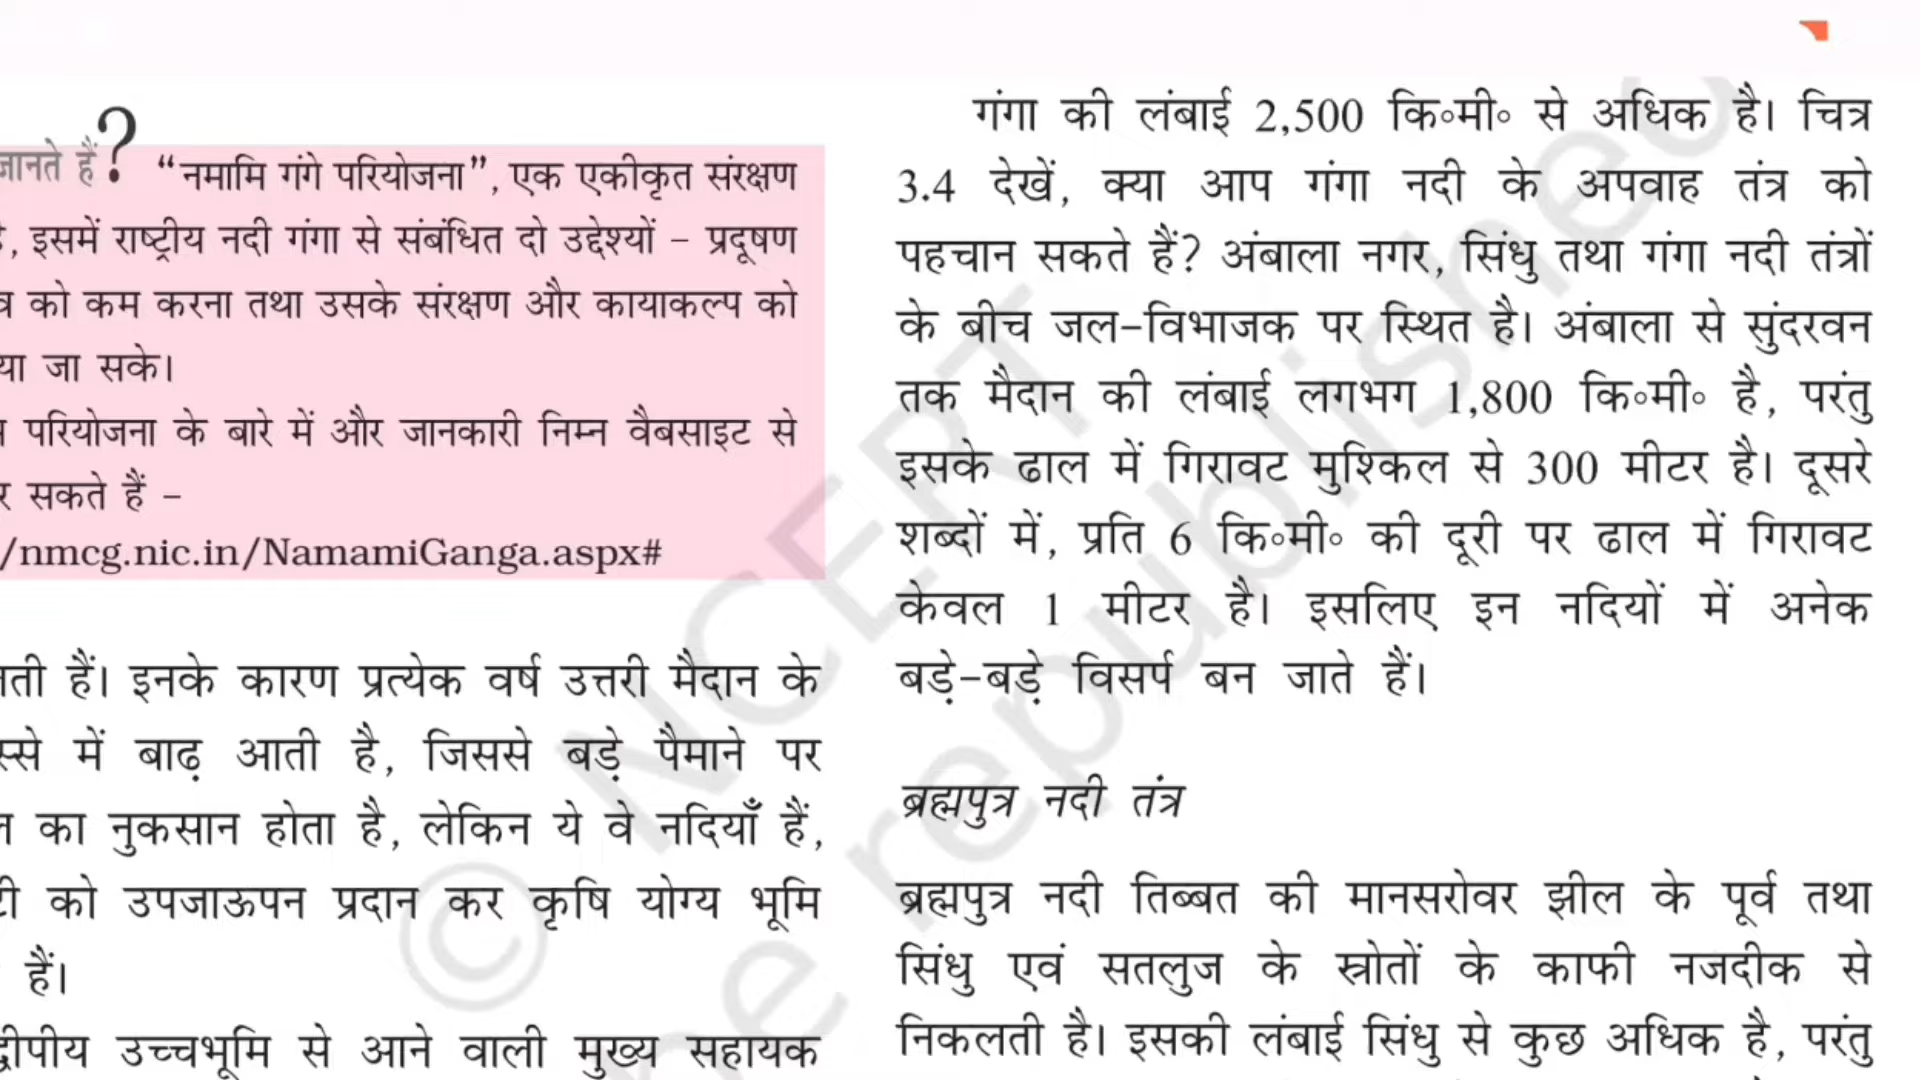 जानते हैं? “नमामि गंगे परियोजना”, एक एकीकृत संरक्षण
, इसमें राष्ट्रीय नदी गंगा से संबंधित दो उद्देश्यों – प्रदूषण
को कम करना तथा उसके संरक्षण और कायाकल्प को
जा सके।
परियोजना के बारे में और जानकारी निम्न वैबसाइट से
सकते हैं –
/nmcg.nic.in/NamamiGanga.aspx#
हैं। इनके कारण प्रत्येक वर्ष उत्तरी मैदान के
में बाढ़ आती है, जिससे बड़े पैमाने पर
का नुकसान होता है, लेकिन ये वे नदियाँ हैं,
को उपजाऊपन प्रदान कर कृषि योग्य भूमि
हैं।
उच्चभूमि से आने वाली मुख्य सहायक
गंगा की लंबाई 2,500 कि॰मी॰ से अधिक है। चित्र
3.4 देखें, क्या आप गंगा नदी के अपवाह तंत्र को
पहचान सकते हैं? अंबाला नगर, सिंधु तथा गंगा नदी तंत्रों
के बीच जल-विभाजक पर स्थित है। अंबाला से सुंदरवन
तक मैदान की लंबाई लगभग 1,800 कि॰मी॰ है, परंतु
इसके ढाल में गिरावट मुश्किल से 300 मीटर है। दूसरे
शब्दों में, प्रति 6 कि॰मी॰ की दूरी पर ढाल में गिरावट
केवल 1 मीटर है। इसलिए इन नदियों में अनेक
बड़े-बड़े विसर्प बन जाते हैं।
ब्रह्मपुत्र नदी तंत्र
ब्रह्मपुत्र नदी तिब्बत की मानसरोवर झील के पूर्व तथा
सिंधु एवं सतलुज के स्रोतों के काफी नजदीक से
निकलती है। इसकी लंबाई सिंधु से कुछ अधिक है, परंतु
© NCERT
be republished